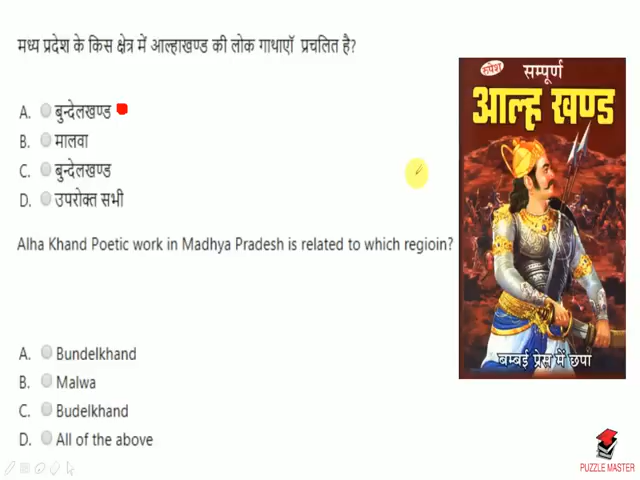 मध्य प्रदेश के किस क्षेत्र में आल्हाखण्ड की लोक गाथाएॅ प्रचलित है?
A. बुन्देलखण्ड
B. मालवा
C. बुन्देलखण्ड
D. उपरोक्त सभी
Alha Khand Poetic work in Madhya Pradesh is related to which regioin?
A. Bundelkhand
B. Malwa
C. Budelkhand
D. All of the above
रुपेश
सम्पूर्ण
आल्ह खण्ड
बम्बई प्रेस में छपा
PUZZLE MASTER